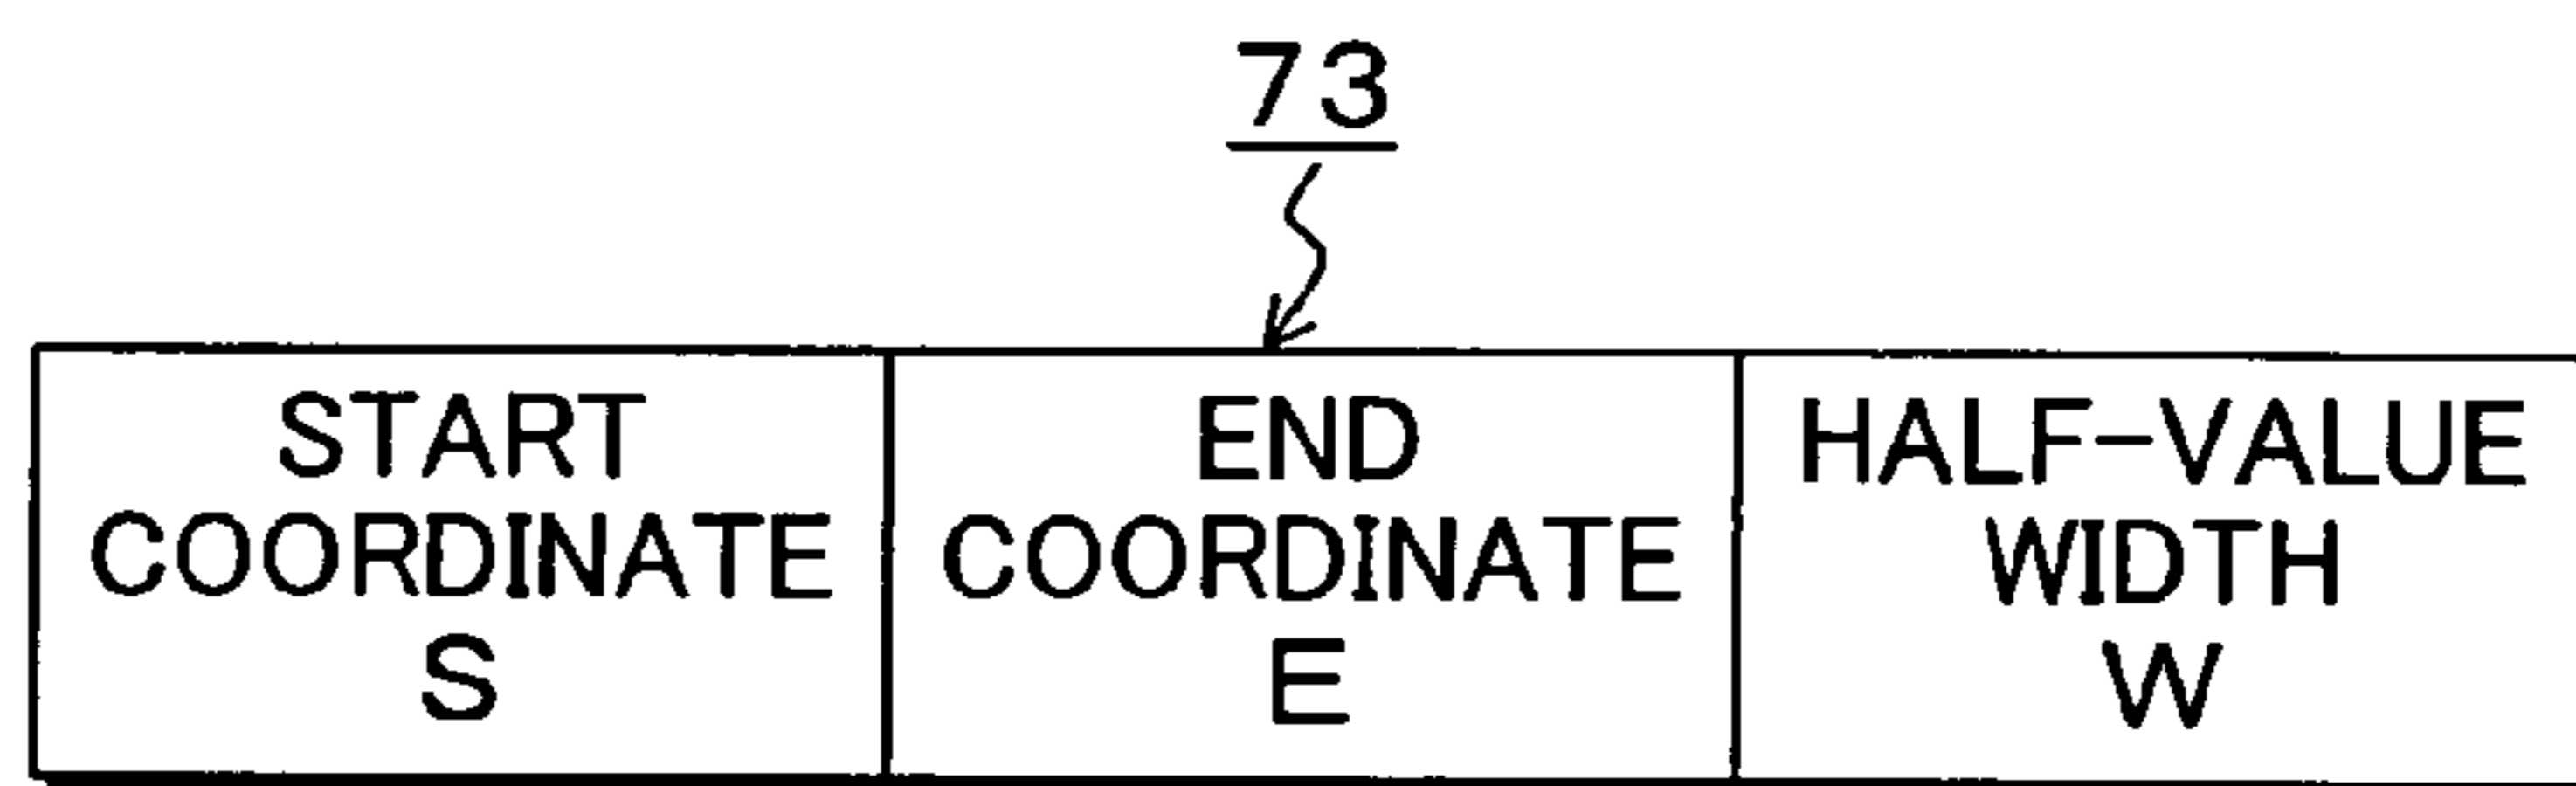 73
START
COORDINATE
S
END
COORDINATE
E
HALF-VALUE
WIDTH
W